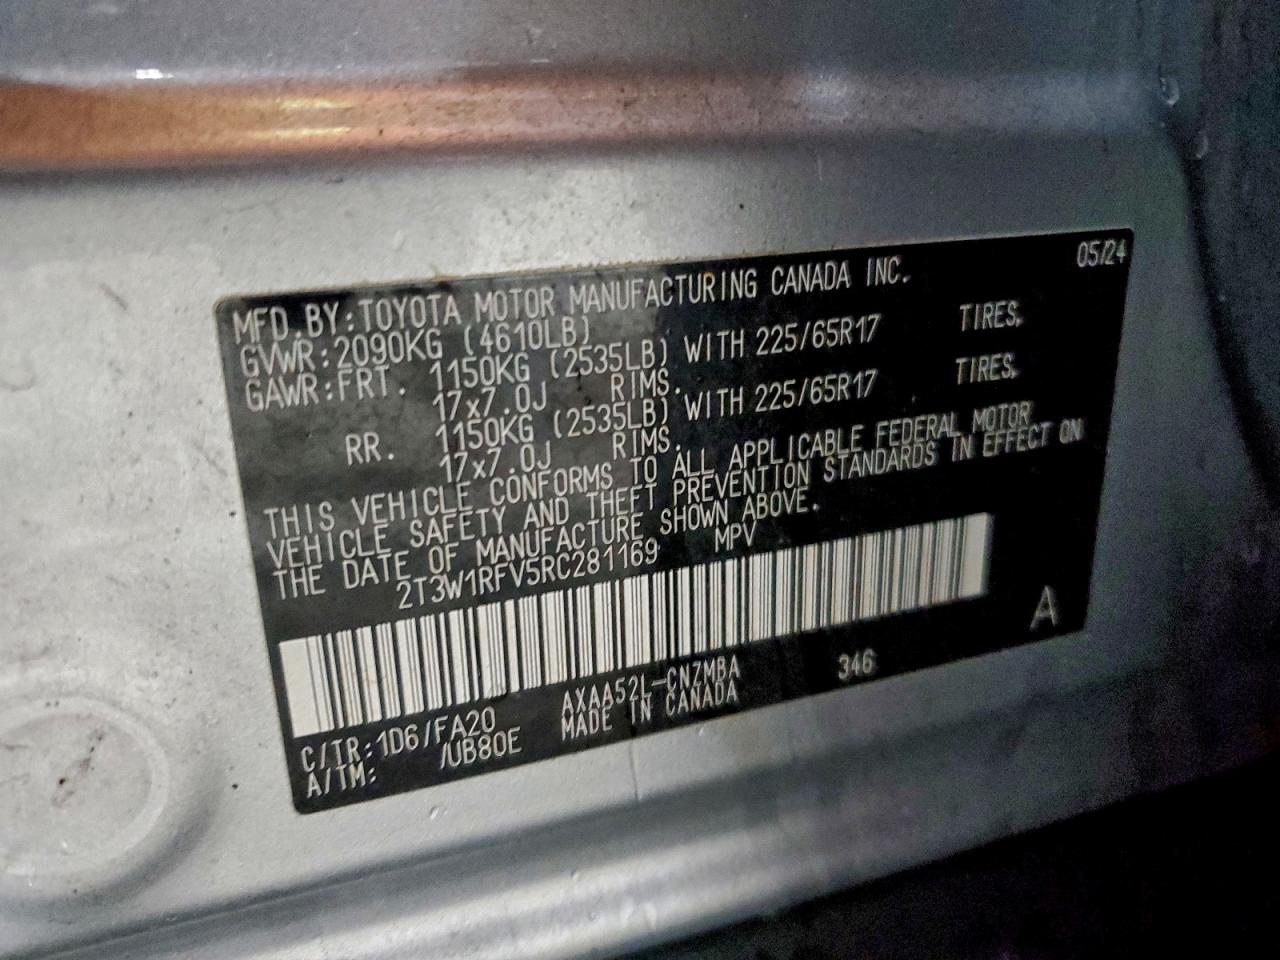 05/24
MFD.BY:TOYOTA MOTOR MANUFACTURING CANADA INC.
GVWR:2090KG (4610LB)
GAWR:FRT. 1150KG (2535LB) WITH 225/65R17 TIRES,
17x7.0J RIMS.
RR. 1150KG (2535LB) WITH 225/65R17 TIRES,
17x7.0J RIMS.
THIS VEHICLE CONFORMS TO ALL APPLICABLE FEDERAL MOTOR
VEHICLE SAFETY AND THEFT PREVENTION STANDARDS IN EFFECT ON
THE DATE OF MANUFACTURE SHOWN ABOVE.
2T3W1RFV5RC281169 MPV
A
C/TR:1D6/FA20 AXAA52L-CNZMBA 346
A/TM: /UB80E MADE IN CANADA